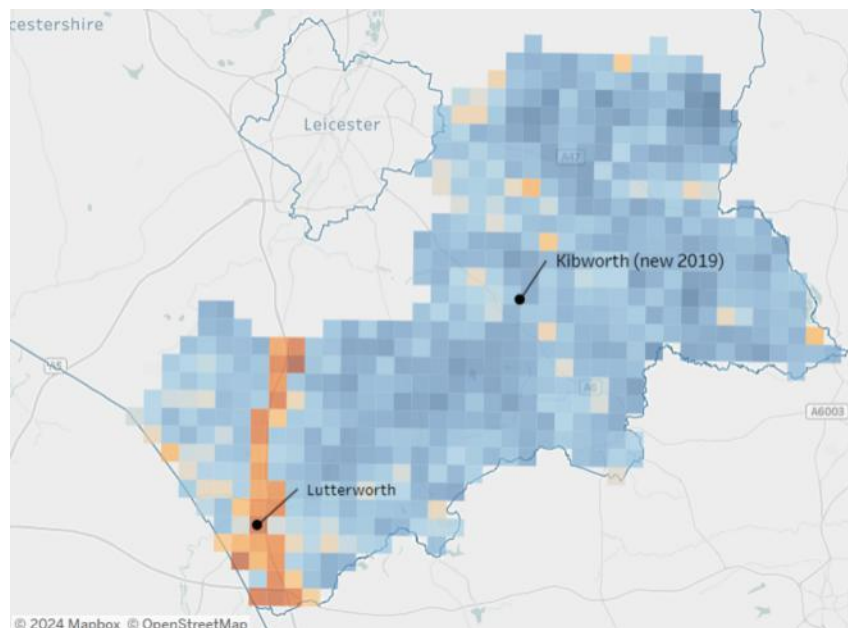 cestershire
Leicester
A47
Kibworth (new 2019)
A5
A6
A6003
Lutterworth
© 2024 Mapbox © OpenStreetMap